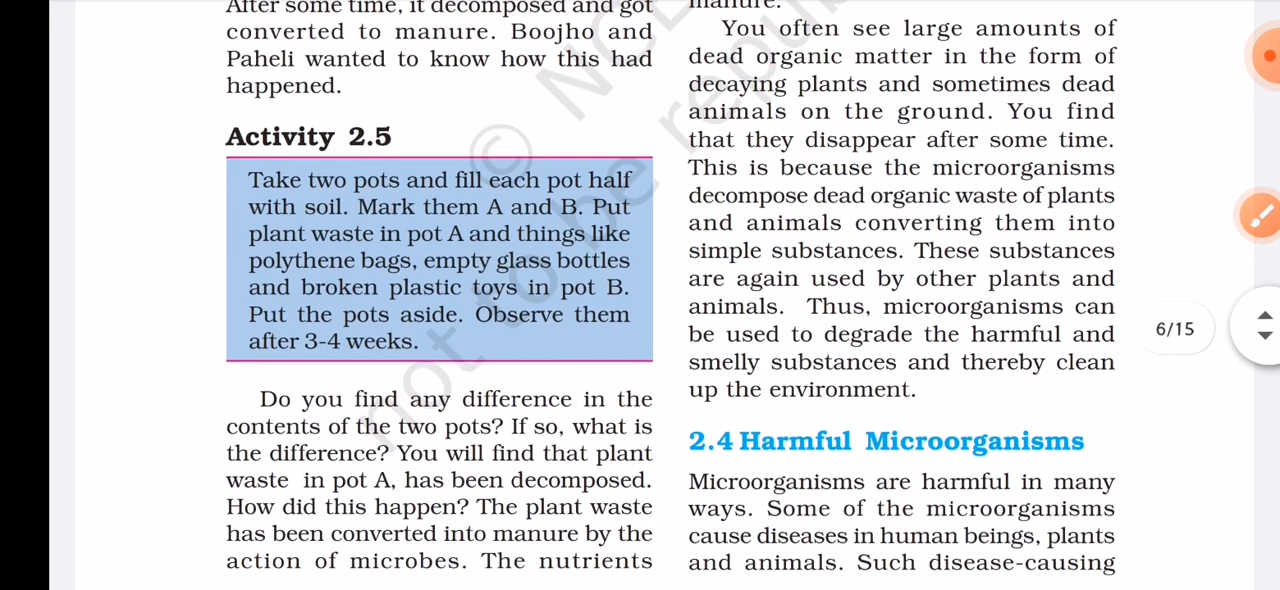 After some time, it decomposed and got
converted to manure. Boojho and
Paheli wanted to know how this had
happened.
Activity 2.5
Take two pots and fill each pot half
with soil. Mark them A and B. Put
plant waste in pot A and things like
polythene bags, empty glass bottles
and broken plastic toys in pot B.
Put the pots aside. Observe them
after 3-4 weeks.
Do you find any difference in the
contents of the two pots? If so, what is
the difference? You will find that plant
waste in pot A, has been decomposed.
How did this happen? The plant waste
has been converted into manure by the
action of microbes. The nutrients
manure.
You often see large amounts of
dead organic matter in the form of
decaying plants and sometimes dead
animals on the ground. You find
that they disappear after some time.
This is because the microorganisms
decompose dead organic waste of plants
and animals converting them into
simple substances. These substances
are again used by other plants and
animals. Thus, microorganisms can
be used to degrade the harmful and
smelly substances and thereby clean
up the environment.
2.4 Harmful Microorganisms
Microorganisms are harmful in many
ways. Some of the microorganisms
cause diseases in human beings, plants
and animals. Such disease-causing
6/15
© NCE
not to be repu